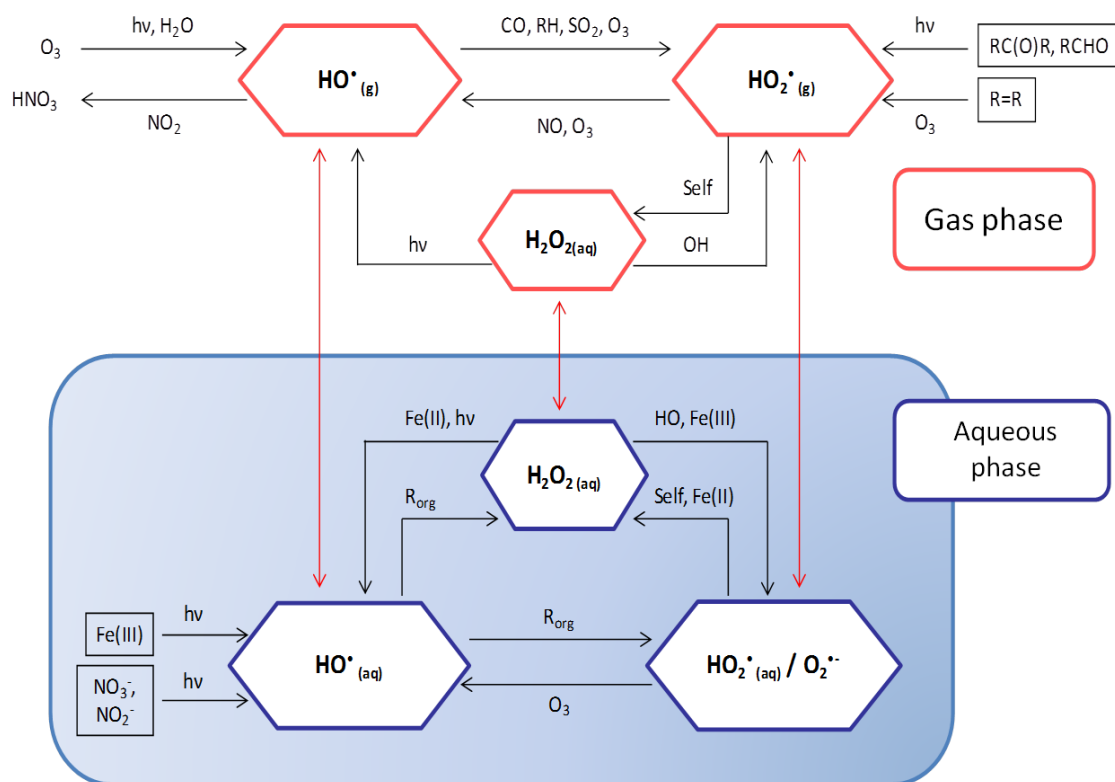 hν, H₂O
O₃
HNO₃
NO₂
HO•(g)
CO, RH, SO₂, O₃
NO, O₃
HO₂•(g)
hν
RC(O)R, RCHO
R=R
O₃
Self
H₂O₂(aq)
hν
OH
Gas phase
Fe(II), hν
HO, Fe(III)
H₂O₂ (aq)
R_org
Self, Fe(II)
Aqueous
phase
Fe(III)
hν
NO₃⁻,
NO₂⁻
hν
HO•(aq)
R_org
O₃
HO₂•(aq) / O₂•⁻